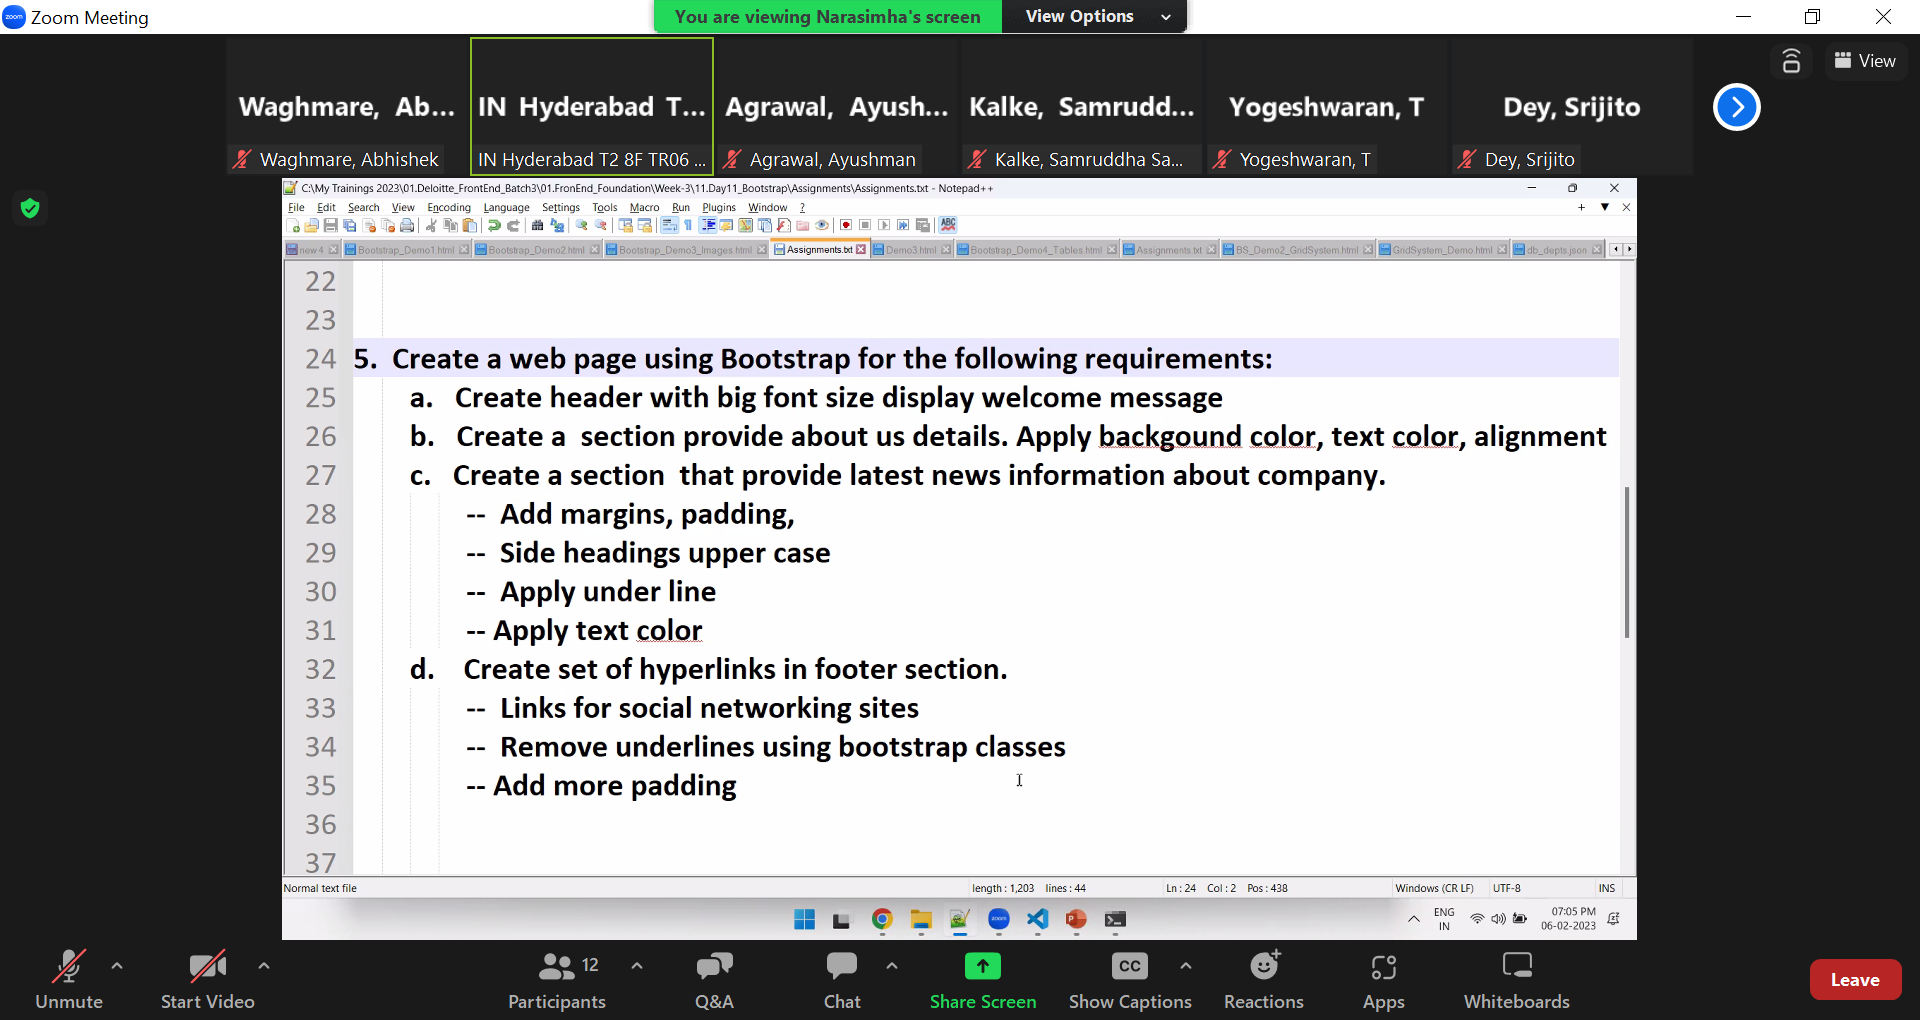 zoom Zoom Meeting
You are viewing Narasimha's screen
View Options
View
Waghmare, Ab...
Waghmare, Abhishek
IN Hyderabad T...
IN Hyderabad T2 8F TR06 ...
Agrawal, Ayush...
Agrawal, Ayushman
Kalke, Samrudd...
Kalke, Samruddha Sa...
Yogeshwaran, T
Yogeshwaran, T
Dey, Srijito
Dey, Srijito
C:\My Trainings 2023\01.Deloitte_FrontEnd_Batch3\01.FronEnd_Foundation\Week-3\11.Day11_Bootstrap\Assignments\Assignments.txt - Notepad++
File Edit Search View Encoding Language Settings Tools Macro Run Plugins Window ?
ABC
new 4 Bootstrap_Demo1.html Bootstrap_Demo2.html Bootstrap_Demo3_Images.html Assignments.txt Demo3.html Bootstrap_Demo4_Tables.html Assignments.txt BS_Demo2_GridSystem.html GridSystem_Demo.html db_depts.json
22
23
24 5. Create a web page using Bootstrap for the following requirements:
25 a. Create header with big font size display welcome message
26 b. Create a section provide about us details. Apply backgound color, text color, alignment
27 c. Create a section that provide latest news information about company.
28 -- Add margins, padding,
29 -- Side headings upper case
30 -- Apply under line
31 -- Apply text color
32 d. Create set of hyperlinks in footer section.
33 -- Links for social networking sites
34 -- Remove underlines using bootstrap classes
35 -- Add more padding
36
37
Normal text file length : 1,203 lines : 44 Ln : 24 Col : 2 Pos : 438 Windows (CR LF) UTF-8 INS
zoom
ENG
IN
07:05 PM
06-02-2023
Unmute
Start Video
12
Participants
Q&A
Chat
Share Screen
CC
Show Captions
Reactions
Apps
Whiteboards
Leave